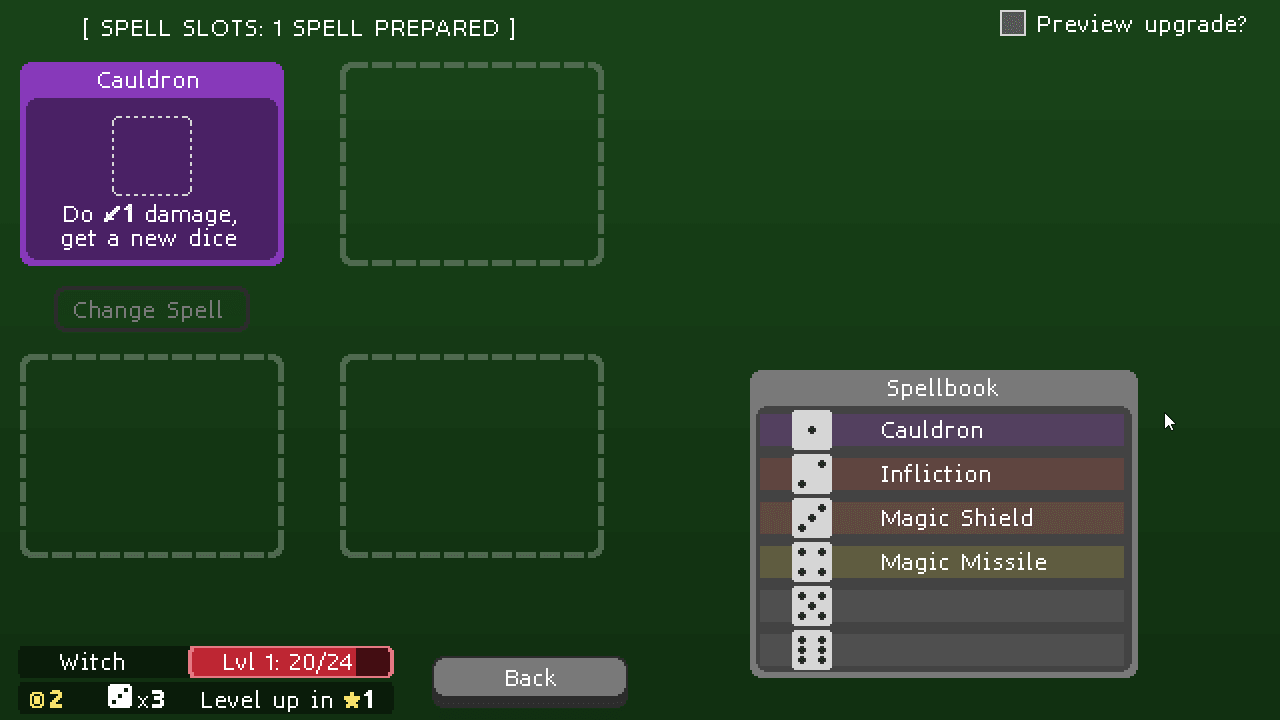 [ SPELL SLOTS: 1 SPELL PREPARED ]
Preview upgrade?
Cauldron
Do 1 damage,
get a new dice
Change Spell
Spellbook
Cauldron
Infliction
Magic Shield
Magic Missile
Witch
Lvl 1: 20/24
2
x3
Level up in 1
Back